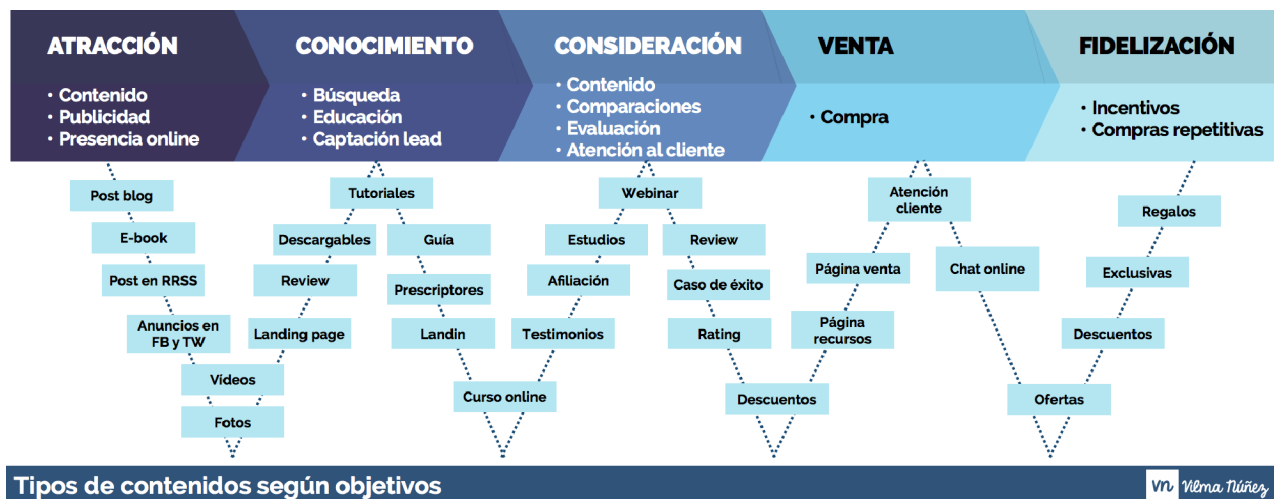 ATRACCIÓN
• Contenido
• Publicidad
• Presencia online
CONOCIMIENTO
• Búsqueda
• Educación
• Captación lead
CONSIDERACIÓN
• Contenido
• Comparaciones
• Evaluación
• Atención al cliente
VENTA
• Compra
FIDELIZACIÓN
• Incentivos
• Compras repetitivas
Post blog
E-book
Post en RRSS
Anuncios en
FB y TW
Vídeos
Fotos
Landing page
Review
Descargables
Tutoriales
Guía
Prescriptores
Landin
Curso online
Testimonios
Afiliación
Estudios
Webinar
Review
Caso de éxito
Rating
Descuentos
Página
recursos
Página venta
Atención
cliente
Chat online
Ofertas
Descuentos
Exclusivas
Regalos
Tipos de contenidos según objetivos
vn Vilma Núñez